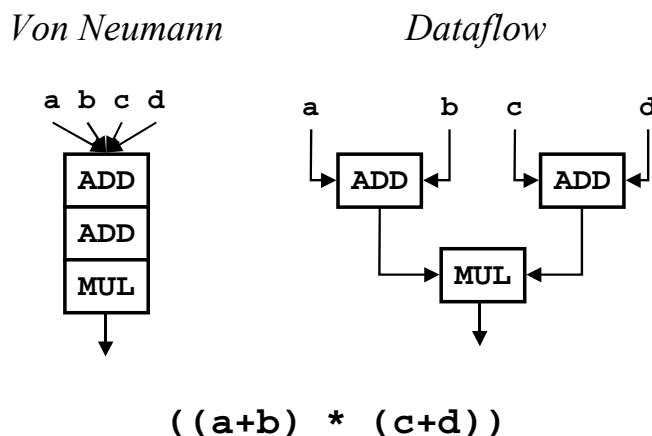 Von Neumann
Dataflow
a b c d
ADD
ADD
MUL
a b c d
ADD ADD
MUL
((a+b) * (c+d))